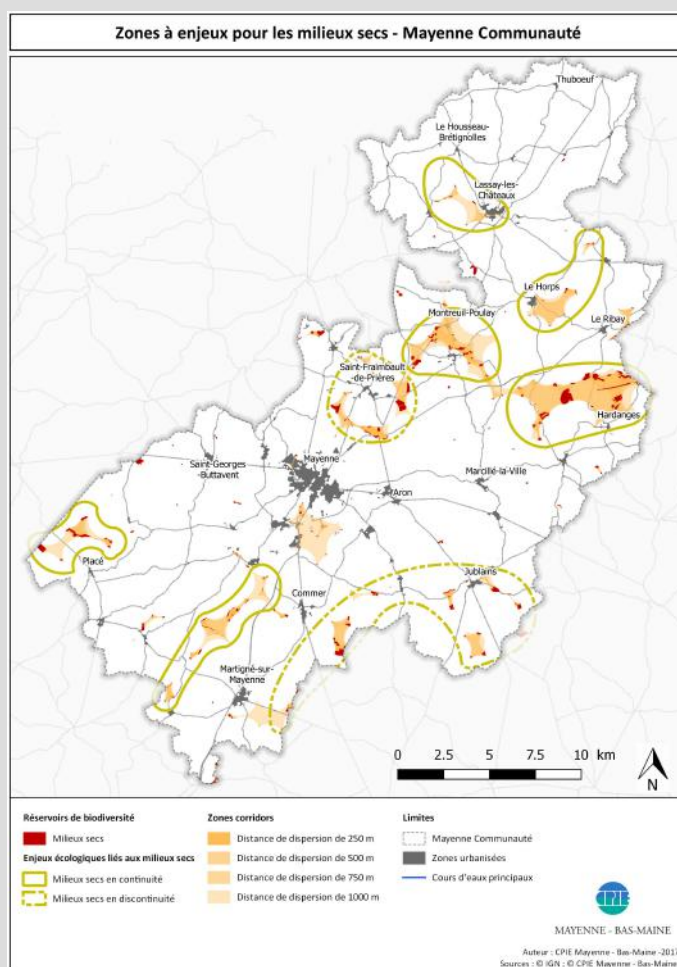 Zones à enjeux pour les milieux secs - Mayenne Communauté
Thuboeuf
Le Housseau-
Brétignolles
Lassay-les-
Châteaux
Le Horps
Montreuil-Poulay
Le Ribay
Saint-Fraimbault
-de-Prières
Hardanges
Mayenne
Saint-Georges
-Buttavent
Marcillé-la-Ville
Aron
Placé
Jublains
Commer
Martigné-sur-
Mayenne
0 2.5 5 7.5 10 km
N
Réservoirs de biodiversité
Milieux secs
Enjeux écologiques liés aux milieux secs
Milieux secs en continuité
Milieux secs en discontinuité
Zones corridors
Distance de dispersion de 250 m
Distance de dispersion de 500 m
Distance de dispersion de 750 m
Distance de dispersion de 1000 m
Limites
Mayenne Communauté
Zones urbanisées
Cours d'eaux principaux
CPIE
MAYENNE - BAS-MAINE
Auteur : CPIE Mayenne - Bas-Maine -2017
Sources : © IGN ; © CPIE Mayenne - Bas-Maine